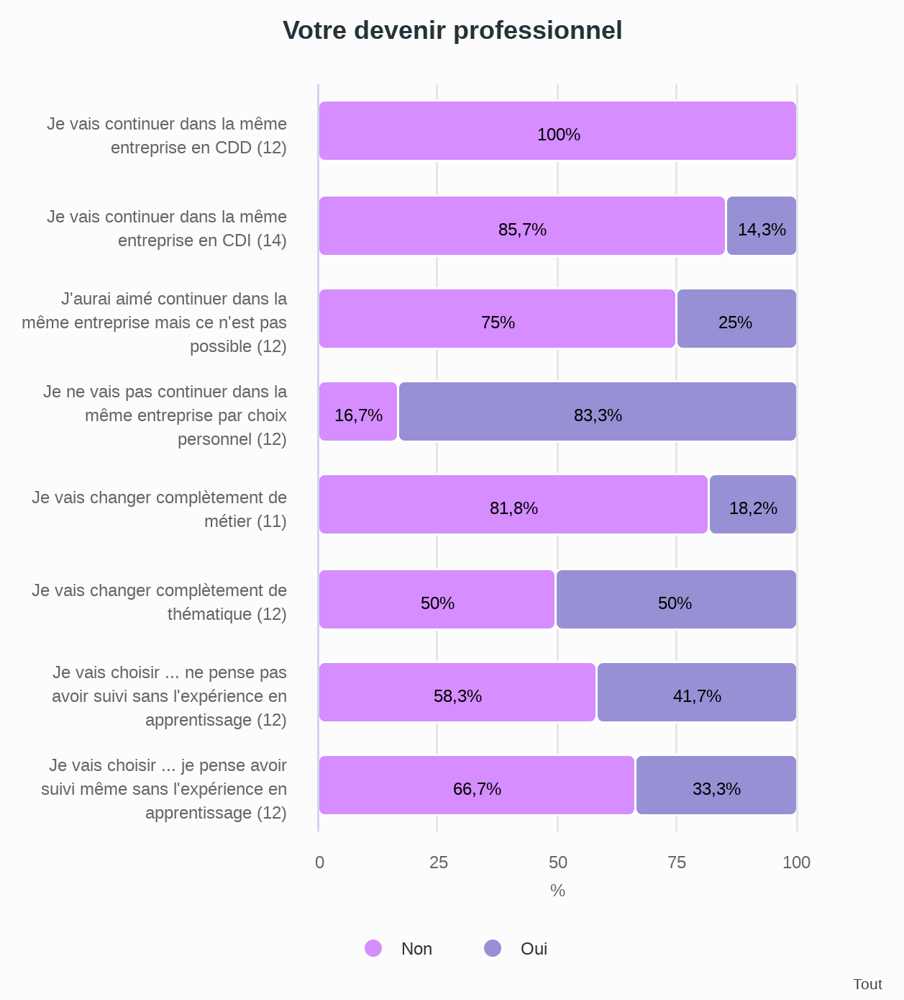 Votre devenir professionnel
Je vais continuer dans la même
entreprise en CDD (12)
100%
Je vais continuer dans la même
entreprise en CDI (14)
85,7%
14,3%
J'aurai aimé continuer dans la
même entreprise mais ce n'est pas
possible (12)
75%
25%
Je ne vais pas continuer dans la
même entreprise par choix
personnel (12)
16,7%
83,3%
Je vais changer complètement de
métier (11)
81,8%
18,2%
Je vais changer complètement de
thématique (12)
50%
50%
Je vais choisir ... ne pense pas
avoir suivi sans l'expérience en
apprentissage (12)
58,3%
41,7%
Je vais choisir ... je pense avoir
suivi même sans l'expérience en
apprentissage (12)
66,7%
33,3%
0
25
50
75
100
%
Non
Oui
Tout